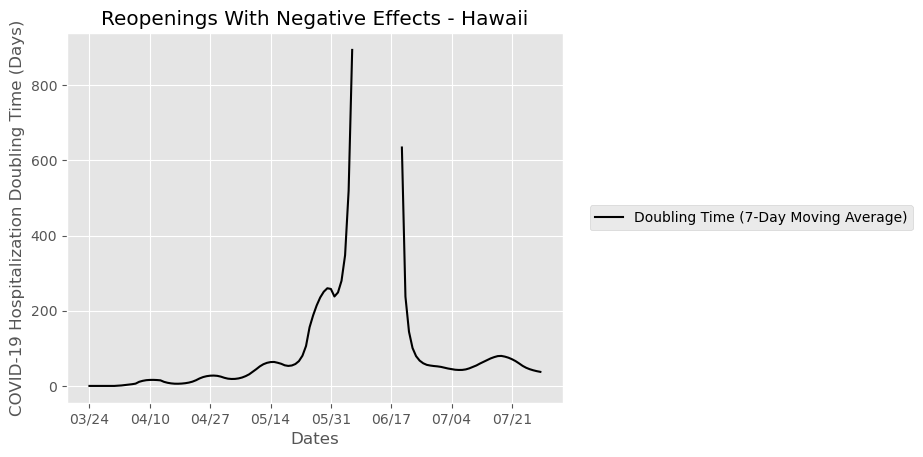 Reopenings With Negative Effects - Hawaii
COVID-19 Hospitalization Doubling Time (Days)
800
600
400
200
0
03/24 04/10 04/27 05/14 05/31 06/17 07/04 07/21
Dates
Doubling Time (7-Day Moving Average)